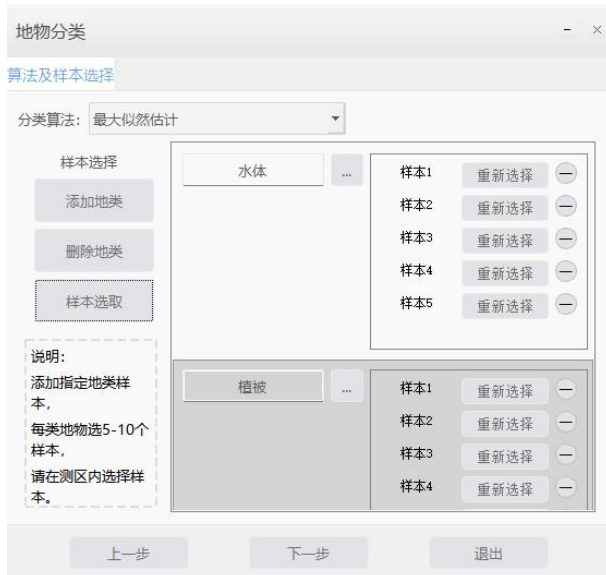 地物分类
算法及样本选择
分类算法: 最大似然估计
样本选择
添加地类
删除地类
样本选取
说明:
添加指定地类样
本,
每类地物选5-10个
样本,
请在测区内选择样
本。
水体 ...
样本1 重新选择
样本2 重新选择
样本3 重新选择
样本4 重新选择
样本5 重新选择
植被 ...
样本1 重新选择
样本2 重新选择
样本3 重新选择
样本4 重新选择
上一步 下一步 退出